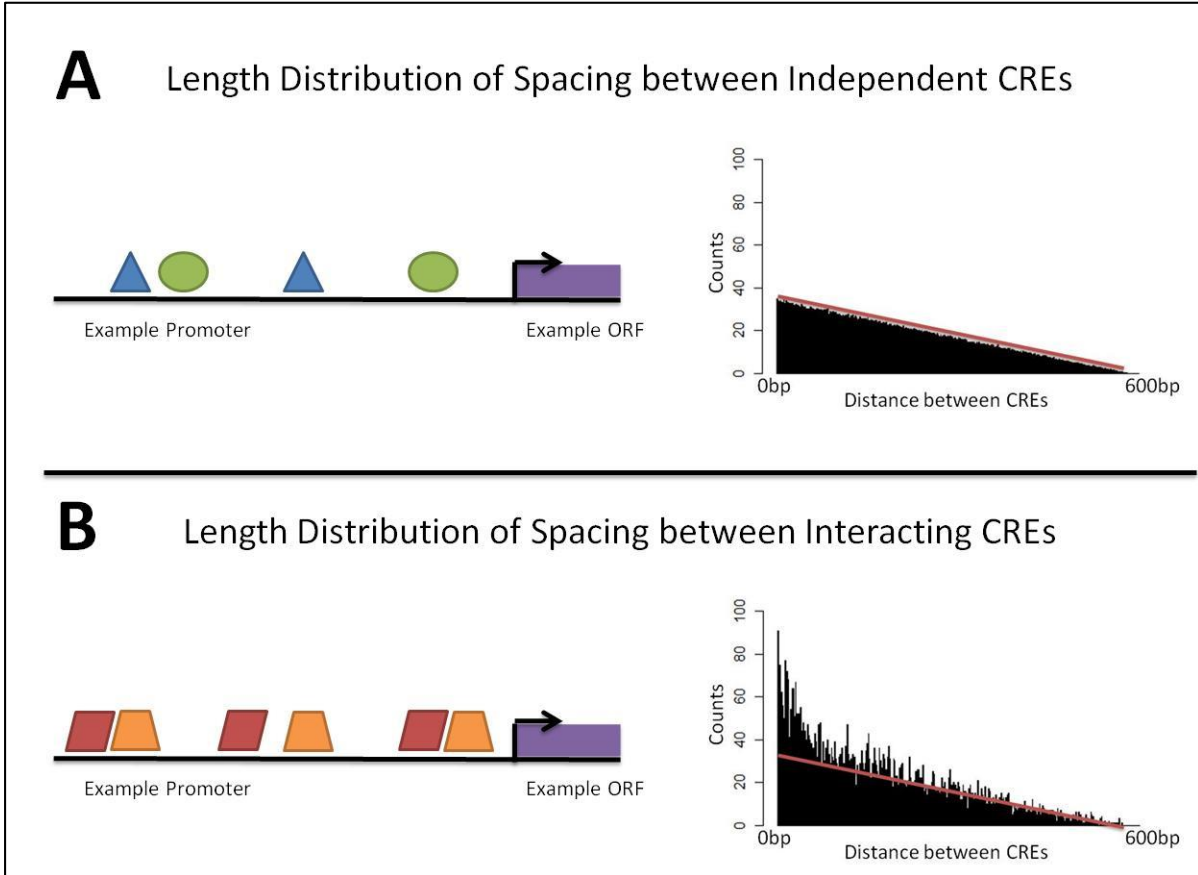 A
Length Distribution of Spacing between Independent CREs
Example Promoter
Example ORF
Counts
100
80
60
40
20
0
0bp
600bp
Distance between CREs
B
Length Distribution of Spacing between Interacting CREs
Example Promoter
Example ORF
Counts
100
80
60
40
20
0
0bp
600bp
Distance between CREs